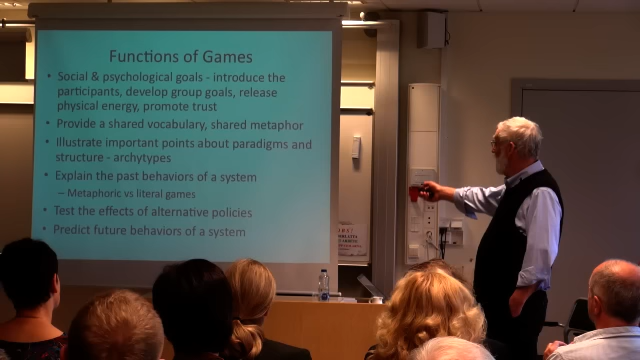 Functions of Games
• Social & psychological goals - introduce the
participants, develop group goals, release
physical energy, promote trust
• Provide a shared vocabulary, shared metaphor
• Illustrate important points about paradigms and
structure - archtypes
• Explain the past behaviors of a system
– Metaphoric vs literal games
• Test the effects of alternative policies
• Predict future behaviors of a system